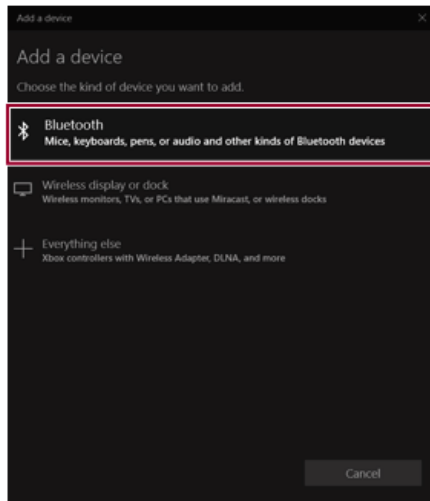 Add a device
Add a device
Choose the kind of device you want to add.
Bluetooth
Mice, keyboards, pens, or audio and other kinds of Bluetooth devices
Wireless display or dock
Wireless monitors, TVs, or PCs that use Miracast, or wireless docks
Everything else
Xbox controllers with Wireless Adapter, DLNA, and more
Cancel